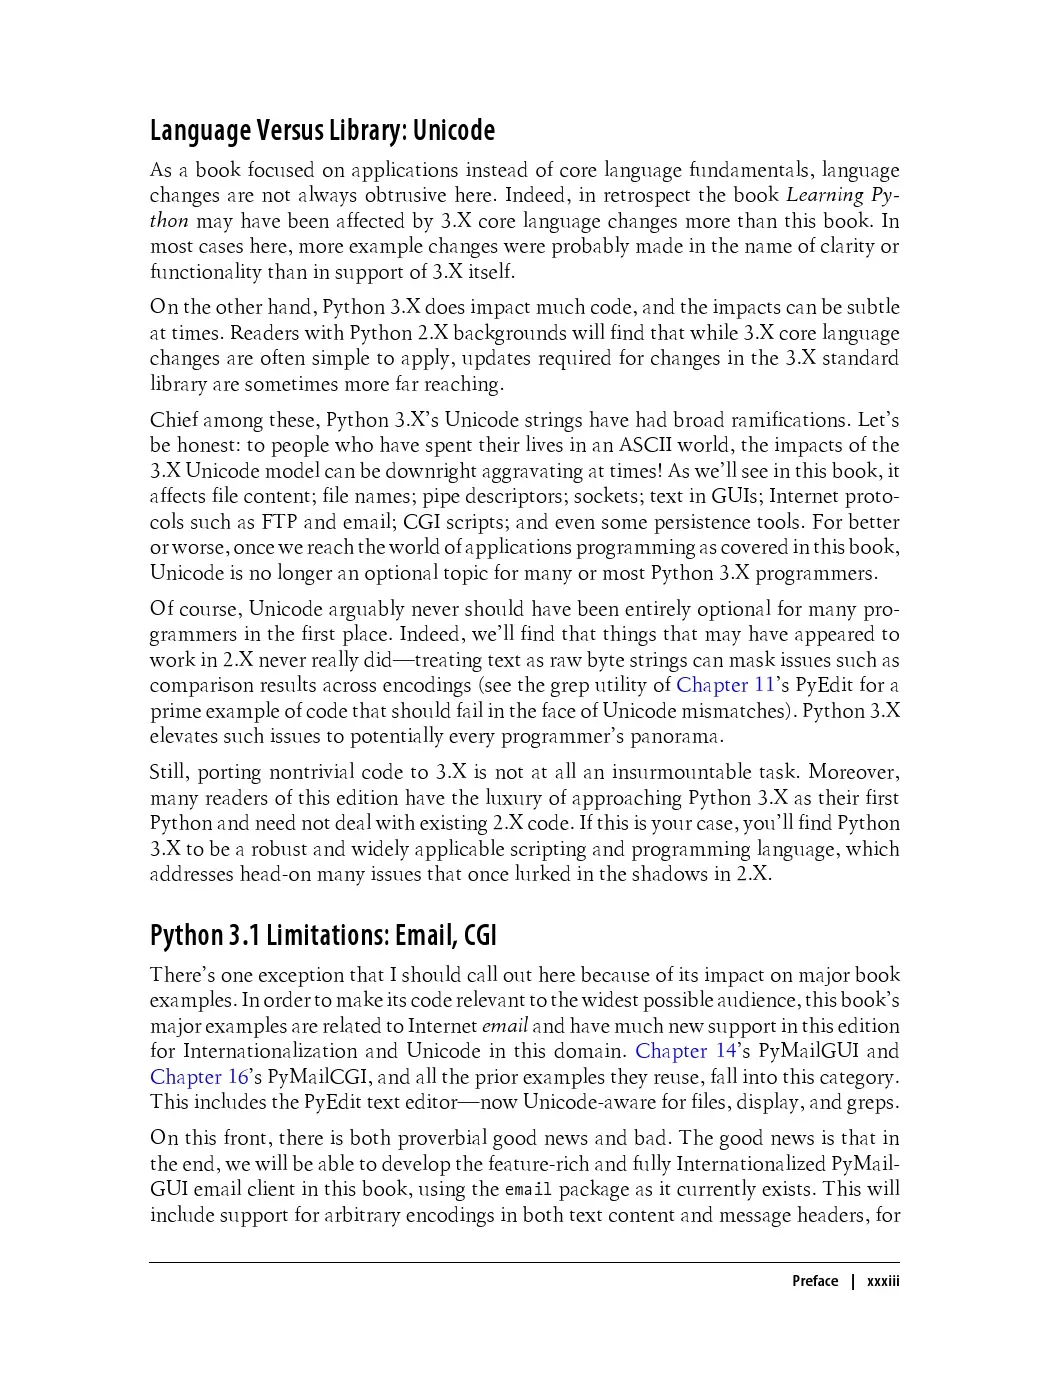 Language Versus Library: Unicode
As a book focused on applications instead of core language fundamentals, language
changes are not always obtrusive here. Indeed, in retrospect the book Learning Py-
thon may have been affected by 3.X core language changes more than this book. In
most cases here, more example changes were probably made in the name of clarity or
functionality than in support of 3.X itself.
On the other hand, Python 3.X does impact much code, and the impacts can be subtle
at times. Readers with Python 2.X backgrounds will find that while 3.X core language
changes are often simple to apply, updates required for changes in the 3.X standard
library are sometimes more far reaching.
Chief among these, Python 3.X’s Unicode strings have had broad ramifications. Let’s
be honest: to people who have spent their lives in an ASCII world, the impacts of the
3.X Unicode model can be downright aggravating at times! As we’ll see in this book, it
affects file content; file names; pipe descriptors; sockets; text in GUIs; Internet proto-
cols such as FTP and email; CGI scripts; and even some persistence tools. For better
or worse, once we reach the world of applications programming as covered in this book,
Unicode is no longer an optional topic for many or most Python 3.X programmers.
Of course, Unicode arguably never should have been entirely optional for many pro-
grammers in the first place. Indeed, we’ll find that things that may have appeared to
work in 2.X never really did—treating text as raw byte strings can mask issues such as
comparison results across encodings (see the grep utility of Chapter 11’s PyEdit for a
prime example of code that should fail in the face of Unicode mismatches). Python 3.X
elevates such issues to potentially every programmer’s panorama.
Still, porting nontrivial code to 3.X is not at all an insurmountable task. Moreover,
many readers of this edition have the luxury of approaching Python 3.X as their first
Python and need not deal with existing 2.X code. If this is your case, you’ll find Python
3.X to be a robust and widely applicable scripting and programming language, which
addresses head-on many issues that once lurked in the shadows in 2.X.
Python 3.1 Limitations: Email, CGI
There’s one exception that I should call out here because of its impact on major book
examples. In order to make its code relevant to the widest possible audience, this book’s
major examples are related to Internet email and have much new support in this edition
for Internationalization and Unicode in this domain. Chapter 14’s PyMailGUI and
Chapter 16’s PyMailCGI, and all the prior examples they reuse, fall into this category.
This includes the PyEdit text editor—now Unicode-aware for files, display, and greps.
On this front, there is both proverbial good news and bad. The good news is that in
the end, we will be able to develop the feature-rich and fully Internationalized PyMail-
GUI email client in this book, using the email package as it currently exists. This will
include support for arbitrary encodings in both text content and message headers, for
Preface | xxxiii